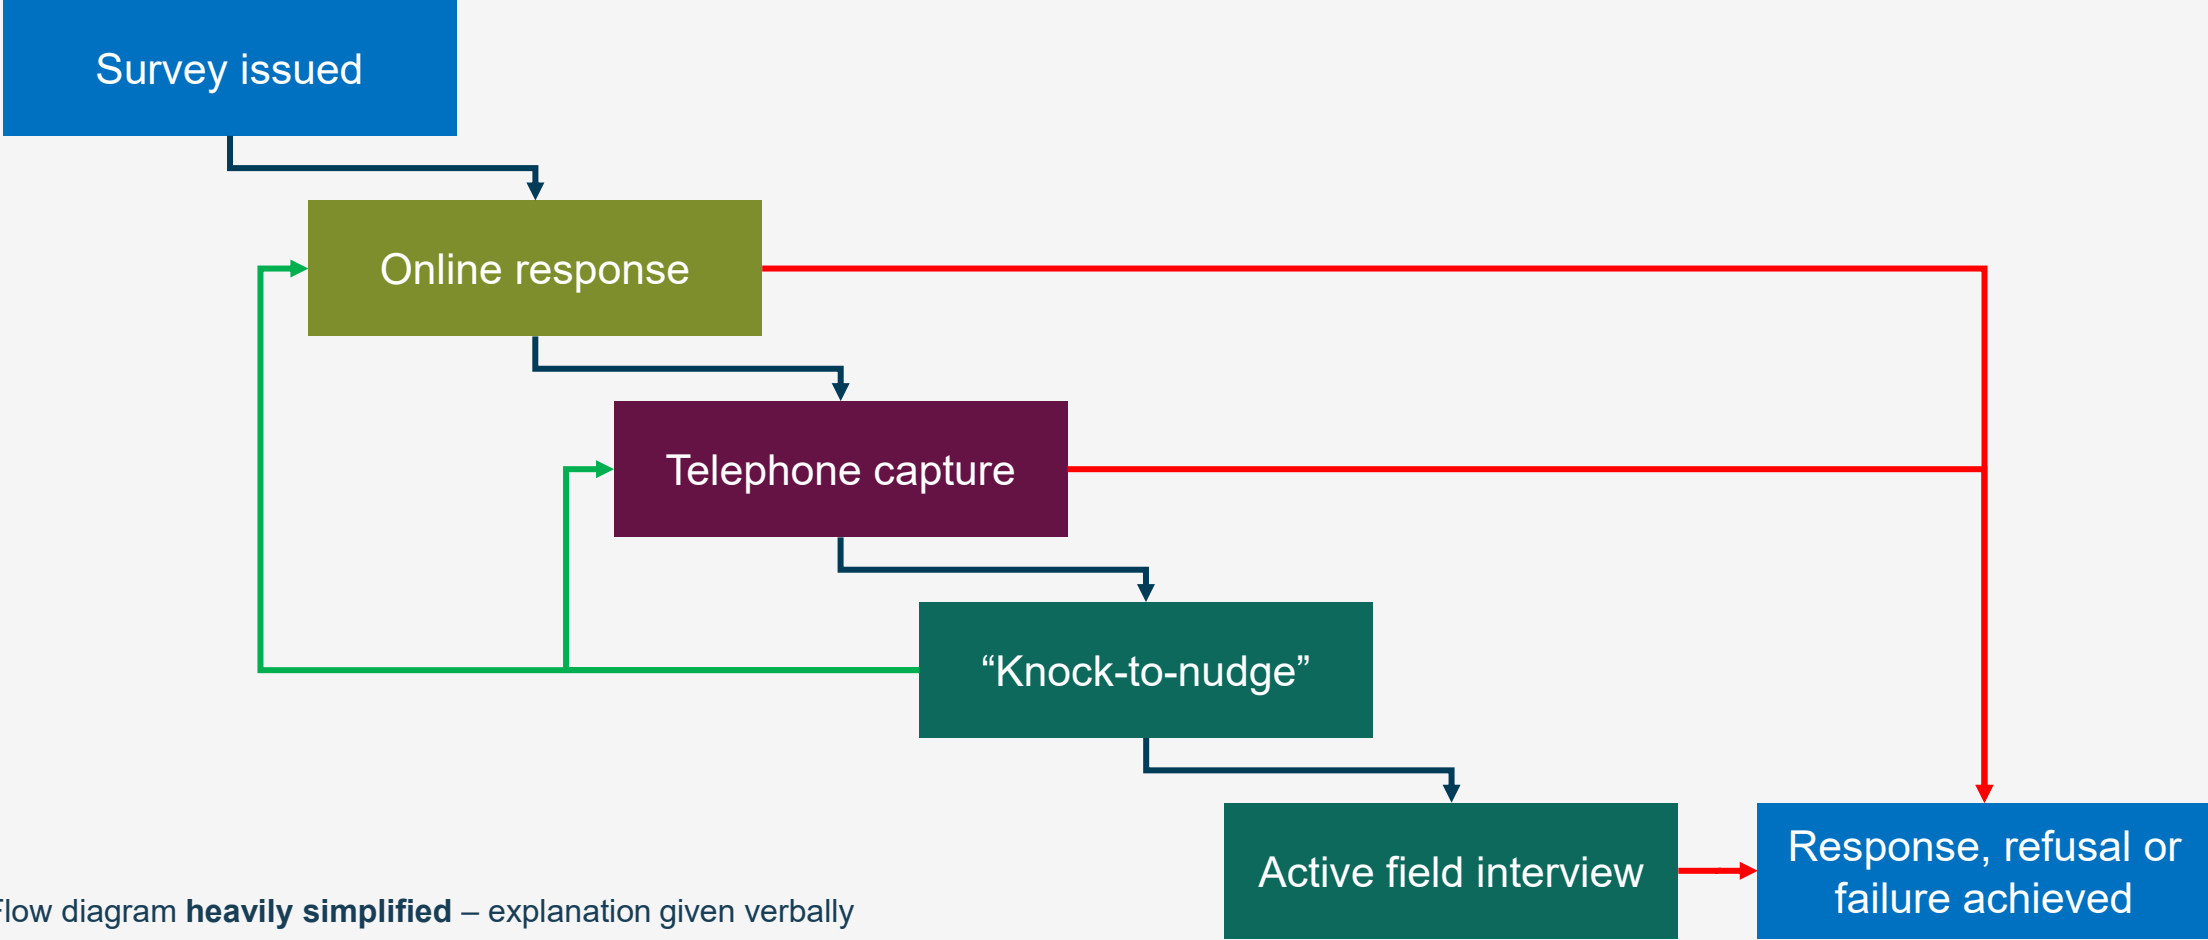 Survey issued
Online response
Telephone capture
“Knock-to-nudge”
Active field interview
Response, refusal or
failure achieved
Flow diagram heavily simplified – explanation given verbally